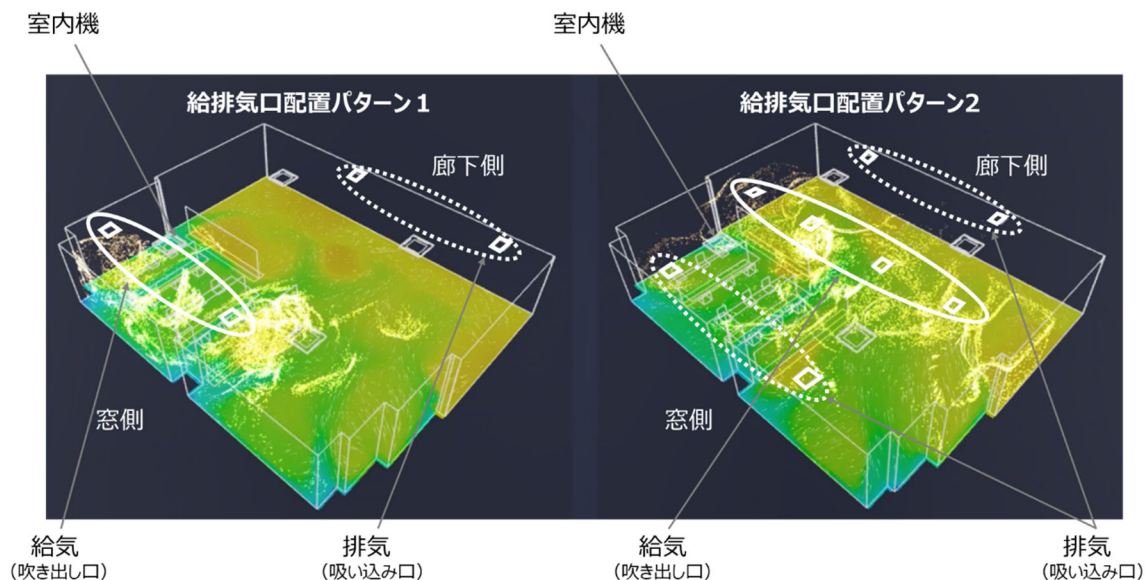 室内機
室内機
給排気口配置パターン1
給排気口配置パターン2
廊下側
廊下側
窓側
窓側
給気
(吹き出し口)
排気
(吸い込み口)
給気
(吹き出し口)
排気
(吸い込み口)